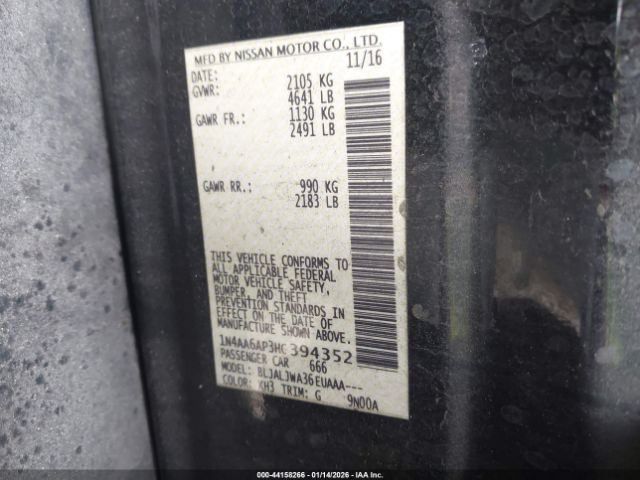 MFD BY NISSAN MOTOR CO., LTD.
DATE: 11/16
GVWR: 2105 KG
4641 LB
GAWR FR.: 1130 KG
2491 LB
GAWR RR.: 990 KG
2183 LB
THIS VEHICLE CONFORMS TO
ALL APPLICABLE FEDERAL
MOTOR VEHICLE SAFETY,
BUMPER AND THEFT
PREVENTION STANDARDS IN
EFFECT ON THE DATE OF
MANUFACTURE SHOWN ABOVE.
1N4AA6AP3HC394352
PASSENGER CAR 666
MODEL: BLJALJWA36EUAAA---
COLOR: KH3 TRIM: G 9N00A
000-44158266 - 01/14/2026 - IAA Inc.